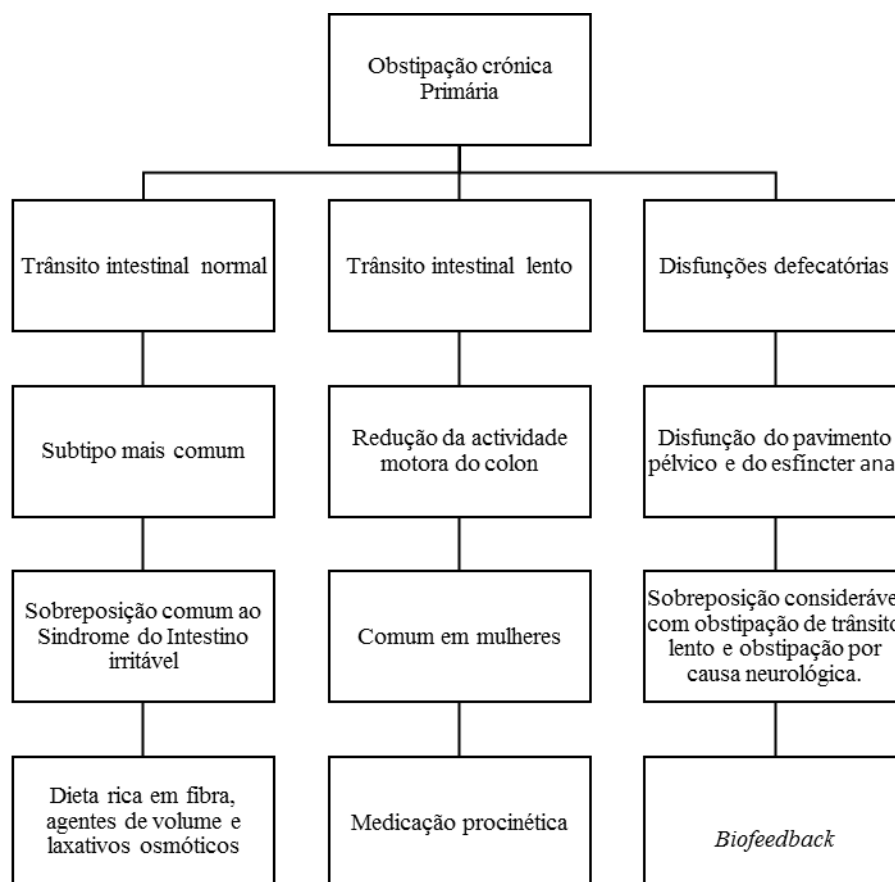 Obstipação crónica
Primária
Trânsito intestinal normal
Trânsito intestinal lento
Disfunções defecatórias
Subtipo mais comum
Redução da actividade
motora do colon
Disfunção do pavimento
pélvico e do esfíncter ana
Sobreposição comum ao
Sindrome do Intestino
irritável
Comum em mulheres
Sobreposição consideráve
com obstipação de trânsito
lento e obstipação por
causa neurológica.
Dieta rica em fibra,
agentes de volume e
laxativos osmóticos
Medicação procinética
Biofeedback